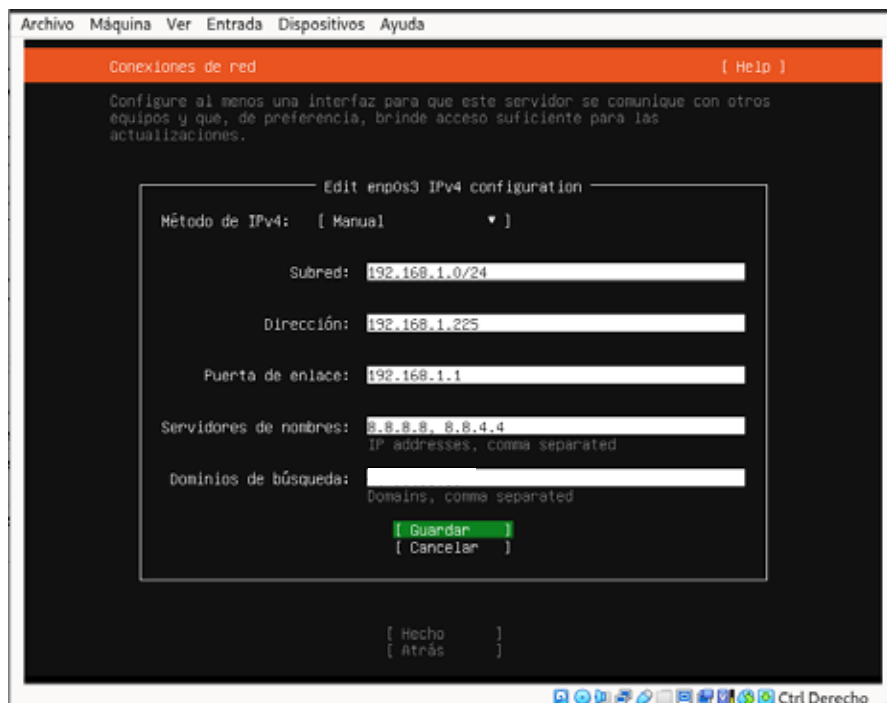 Archivo Máquina Ver Entrada Dispositivos Ayuda
Conexiones de red [ Help ]
Configure al menos una interfaz para que este servidor se comunique con otros
equipos y que, de preferencia, brinde acceso suficiente para las
actualizaciones.
Edit enp0s3 IPv4 configuration
Método de IPv4: [ Manual ▾ ]
Subred: 192.168.1.0/24
Dirección: 192.168.1.225
Puerta de enlace: 192.168.1.1
Servidores de nombres: 8.8.8.8, 8.8.4.4
IP addresses, comma separated
Dominios de búsqueda:
Domains, comma separated
[ Guardar ]
[ Cancelar ]
[ Hecho ]
[ Atrás ]
Ctrl Derecho